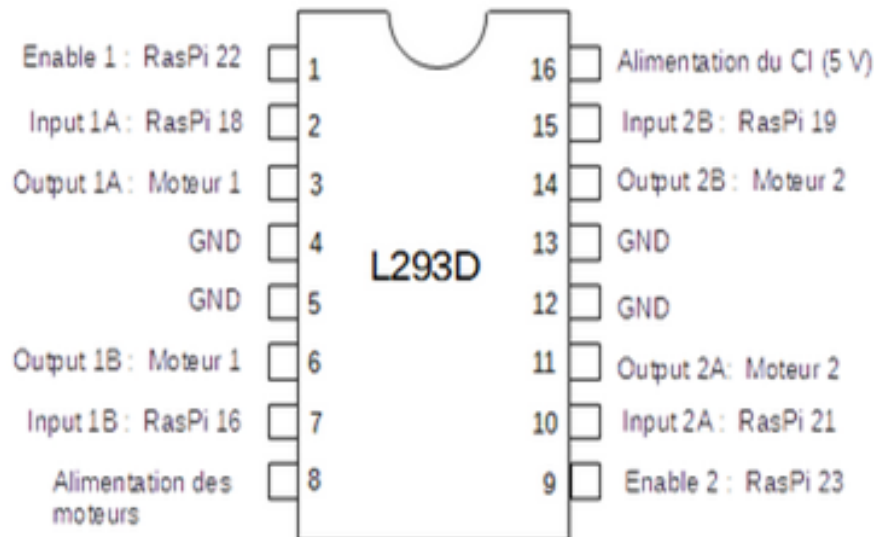 Enable 1 : RasPi 22
1
16
Alimentation du CI (5 V)
Input 1A : RasPi 18
2
15
Input 2B : RasPi 19
Output 1A : Moteur 1
3
14
Output 2B : Moteur 2
GND
4
13
GND
L293D
GND
5
12
GND
Output 1B : Moteur 1
6
11
Output 2A : Moteur 2
Input 1B : RasPi 16
7
10
Input 2A : RasPi 21
Alimentation des
moteurs
8
9
Enable 2 : RasPi 23